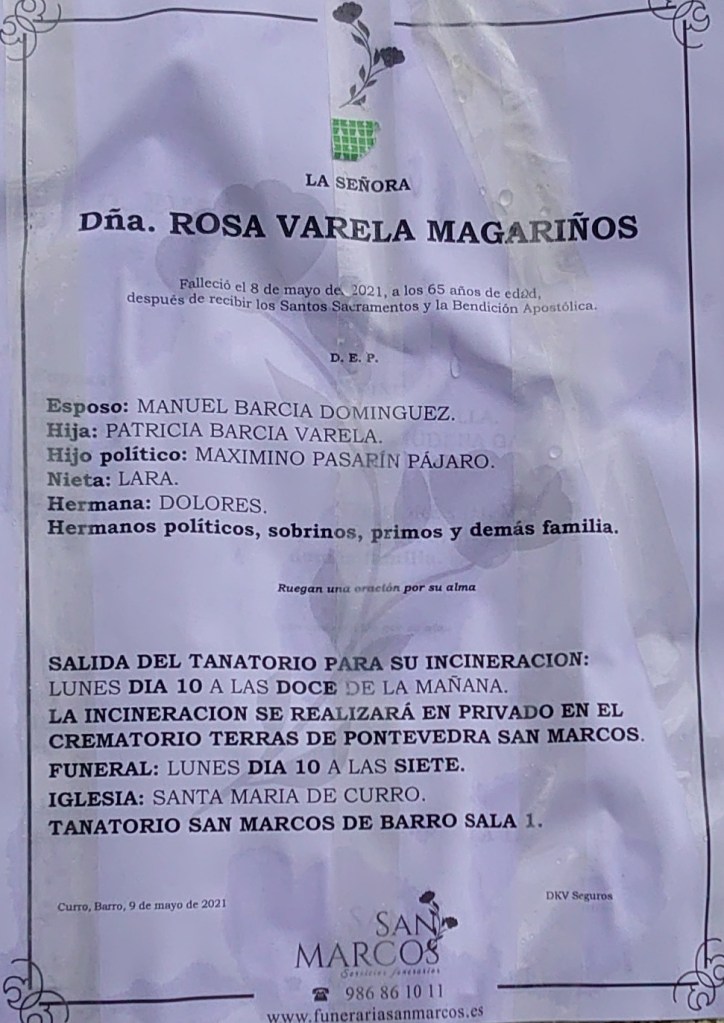 LA SEÑORA
Dña. ROSA VARELA MAGARIÑOS
Falleció el 8 de mayo de 2021, a los 65 años de edad,
después de recibir los Santos Sacramentos y la Bendición Apostólica.
D. E. P.
Esposo: MANUEL BARCIA DOMINGUEZ.
Hija: PATRICIA BARCIA VARELA.
Hijo político: MAXIMINO PASARÍN PÁJARO.
Nieta: LARA.
Hermana: DOLORES.
Hermanos políticos, sobrinos, primos y demás familia.
Ruegan una oración por su alma
SALIDA DEL TANATORIO PARA SU INCINERACION:
LUNES DIA 10 A LAS DOCE DE LA MAÑANA.
LA INCINERACION SE REALIZARÁ EN PRIVADO EN EL
CREMATORIO TERRAS DE PONTEVEDRA SAN MARCOS.
FUNERAL: LUNES DIA 10 A LAS SIETE.
IGLESIA: SANTA MARIA DE CURRO.
TANATORIO SAN MARCOS DE BARRO SALA 1.
Curro, Barro, 9 de mayo de 2021
DKV Seguros
SAN
MARCOS
Servicios funerarios
☎ 986 86 10 11
www.funerariasanmarcos.es